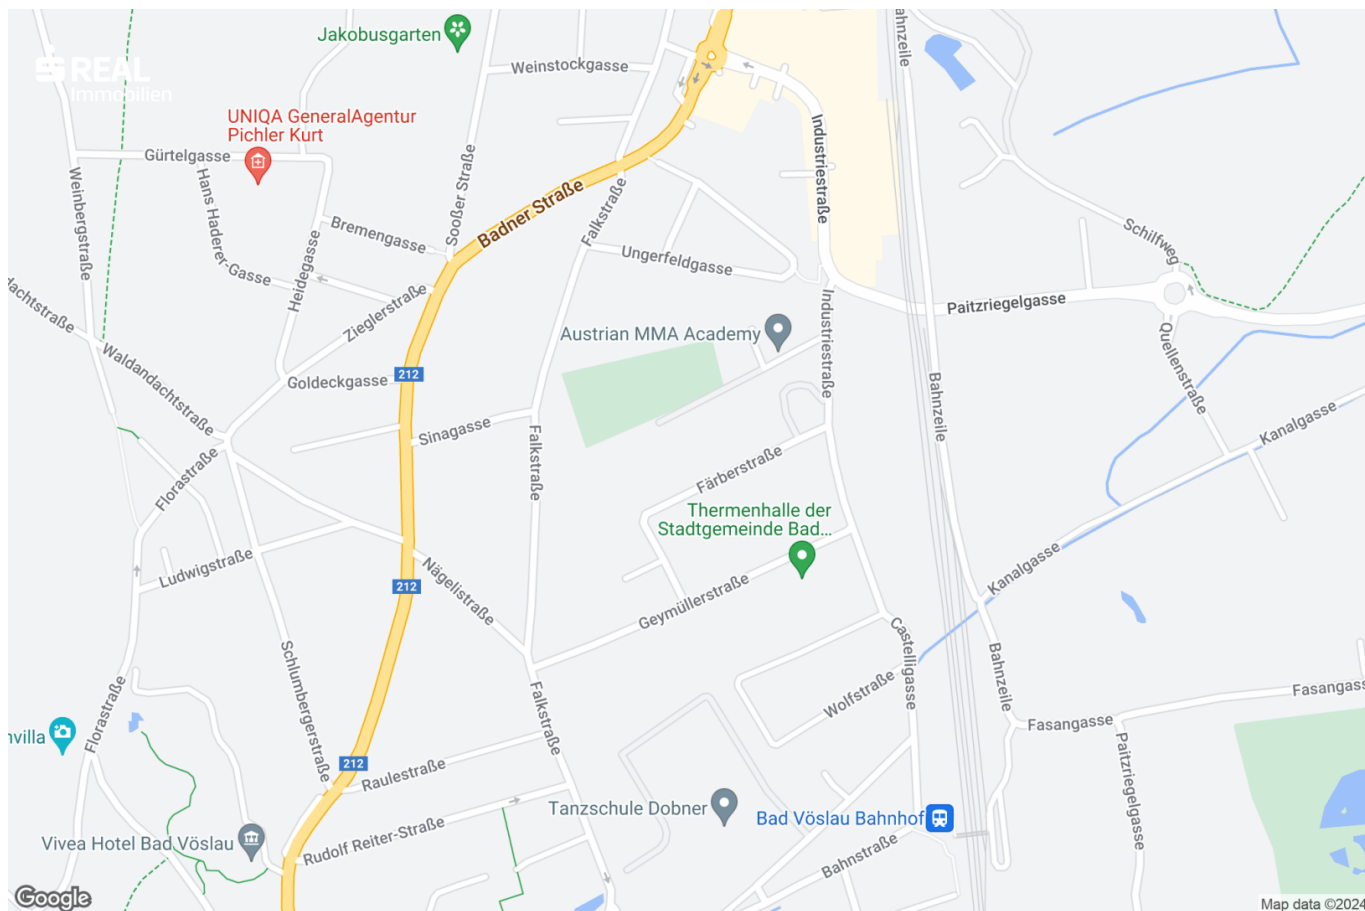 Jakobusgarten
Weinstockgasse
S REAL
Immobilien
UNIQA GeneralAgentur
Pichler Kurt
Gürtelgasse
Weinbergstraße
Hans Haderer-Gasse
Heidegasse
Bremengasse
Sooßer Straße
Badner Straße
Falkstraße
Ungerfeldgasse
Industriestraße
Bahnzeile
Schilfweg
Paitzriegelgasse
Quellenstraße
Zieglerstraße
Waldandachtstraße
Goldeckgasse
212
Austrian MMA Academy
Industriestraße
Bahnzeile
Kanalgasse
Sinagasse
Falkstraße
Florastraße
Färberstraße
Thermenhalle der
Stadtgemeinde Bad...
Ludwigstraße
212
Nägelistraße
Geymüllerstraße
Kanalgasse
Castelligasse
Bahnzeile
Schlumbergerstraße
Florastraße
Falkstraße
Wolfstraße
Fasangasse
Fasangass
Paitzriegelgasse
nvilla
212
Raulestraße
Tanzschule Dobner
Bad Vöslau Bahnhof
Vivea Hotel Bad Vöslau
Rudolf Reiter-Straße
Bahnstraße
Google
Map data ©2024